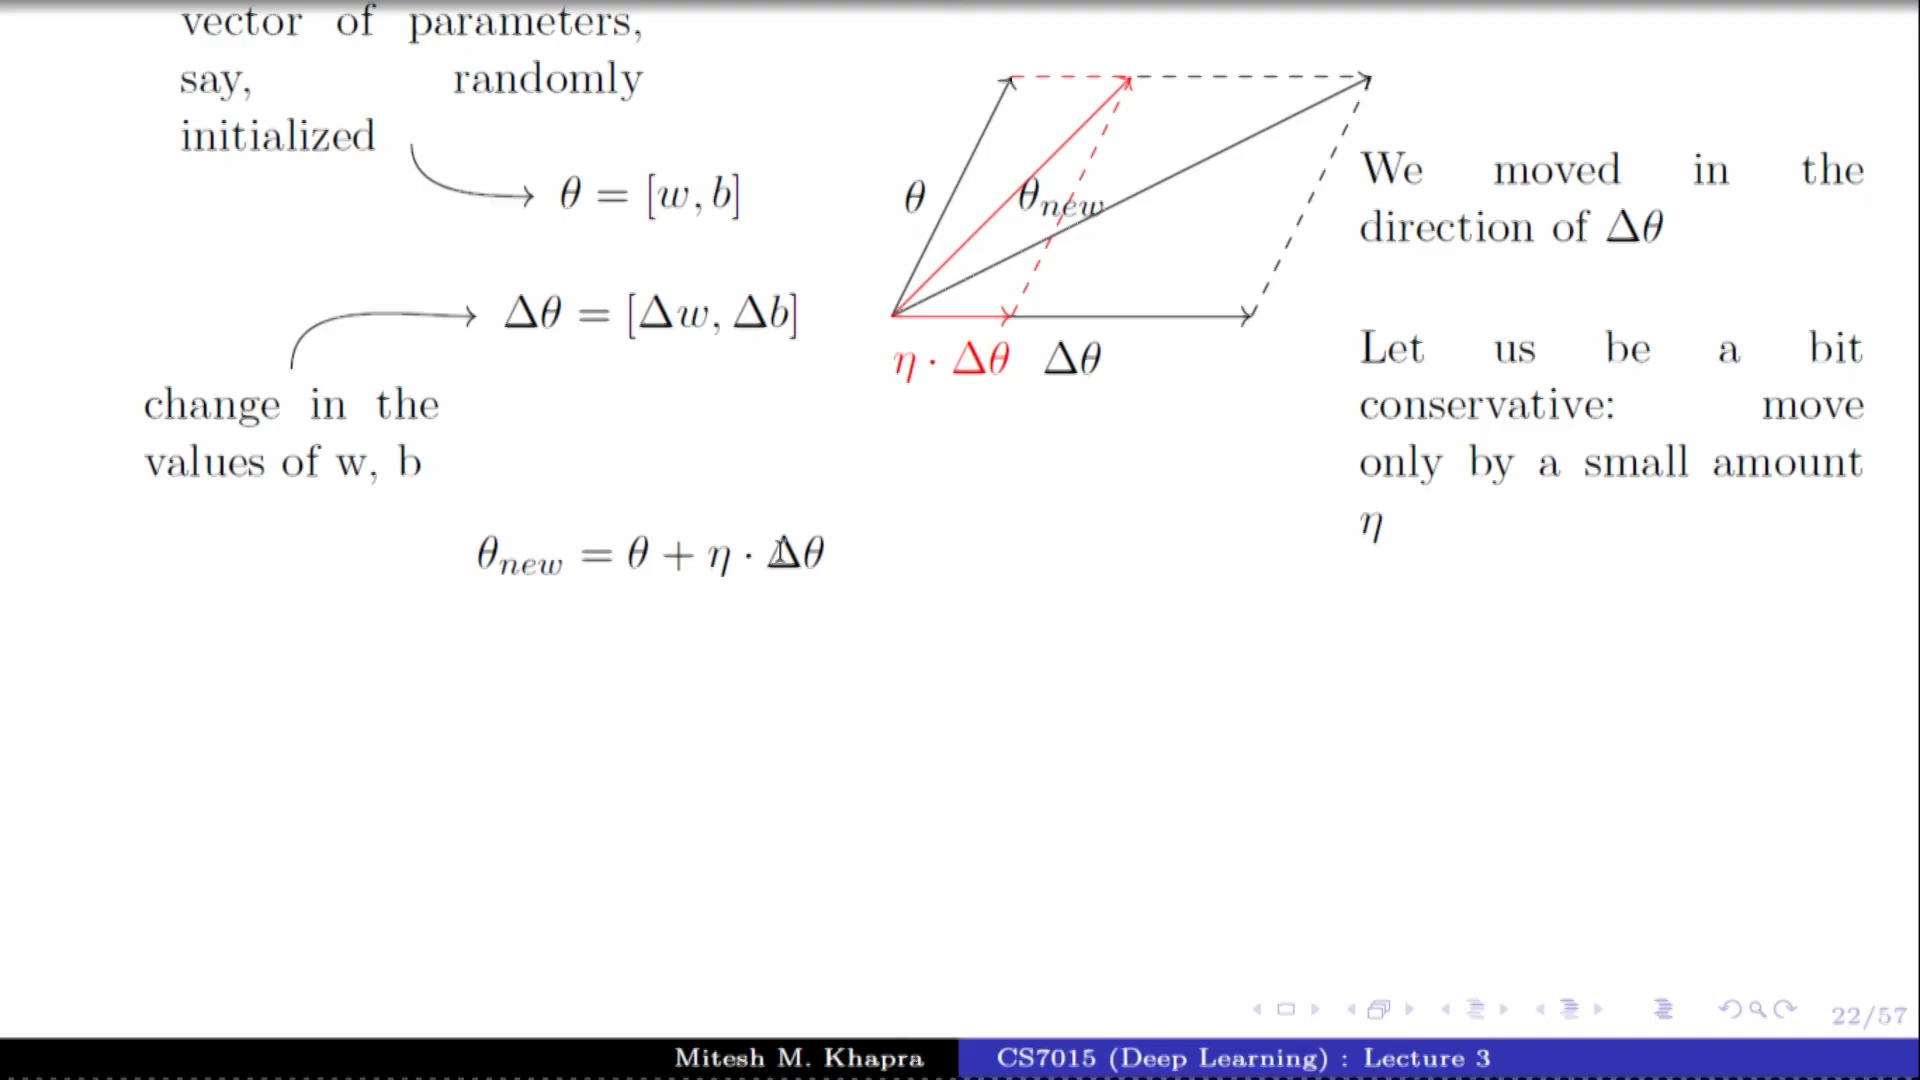 vector of parameters,
say, randomly
initialized
θ = [w, b]
Δθ = [Δw, Δb]
change in the
values of w, b
θ_new = θ + η · Δθ
θ
θ_new
η · Δθ Δθ
We moved in the
direction of Δθ
Let us be a bit
conservative: move
only by a small amount
η
22/57
Mitesh M. Khapra
CS7015 (Deep Learning) : Lecture 3